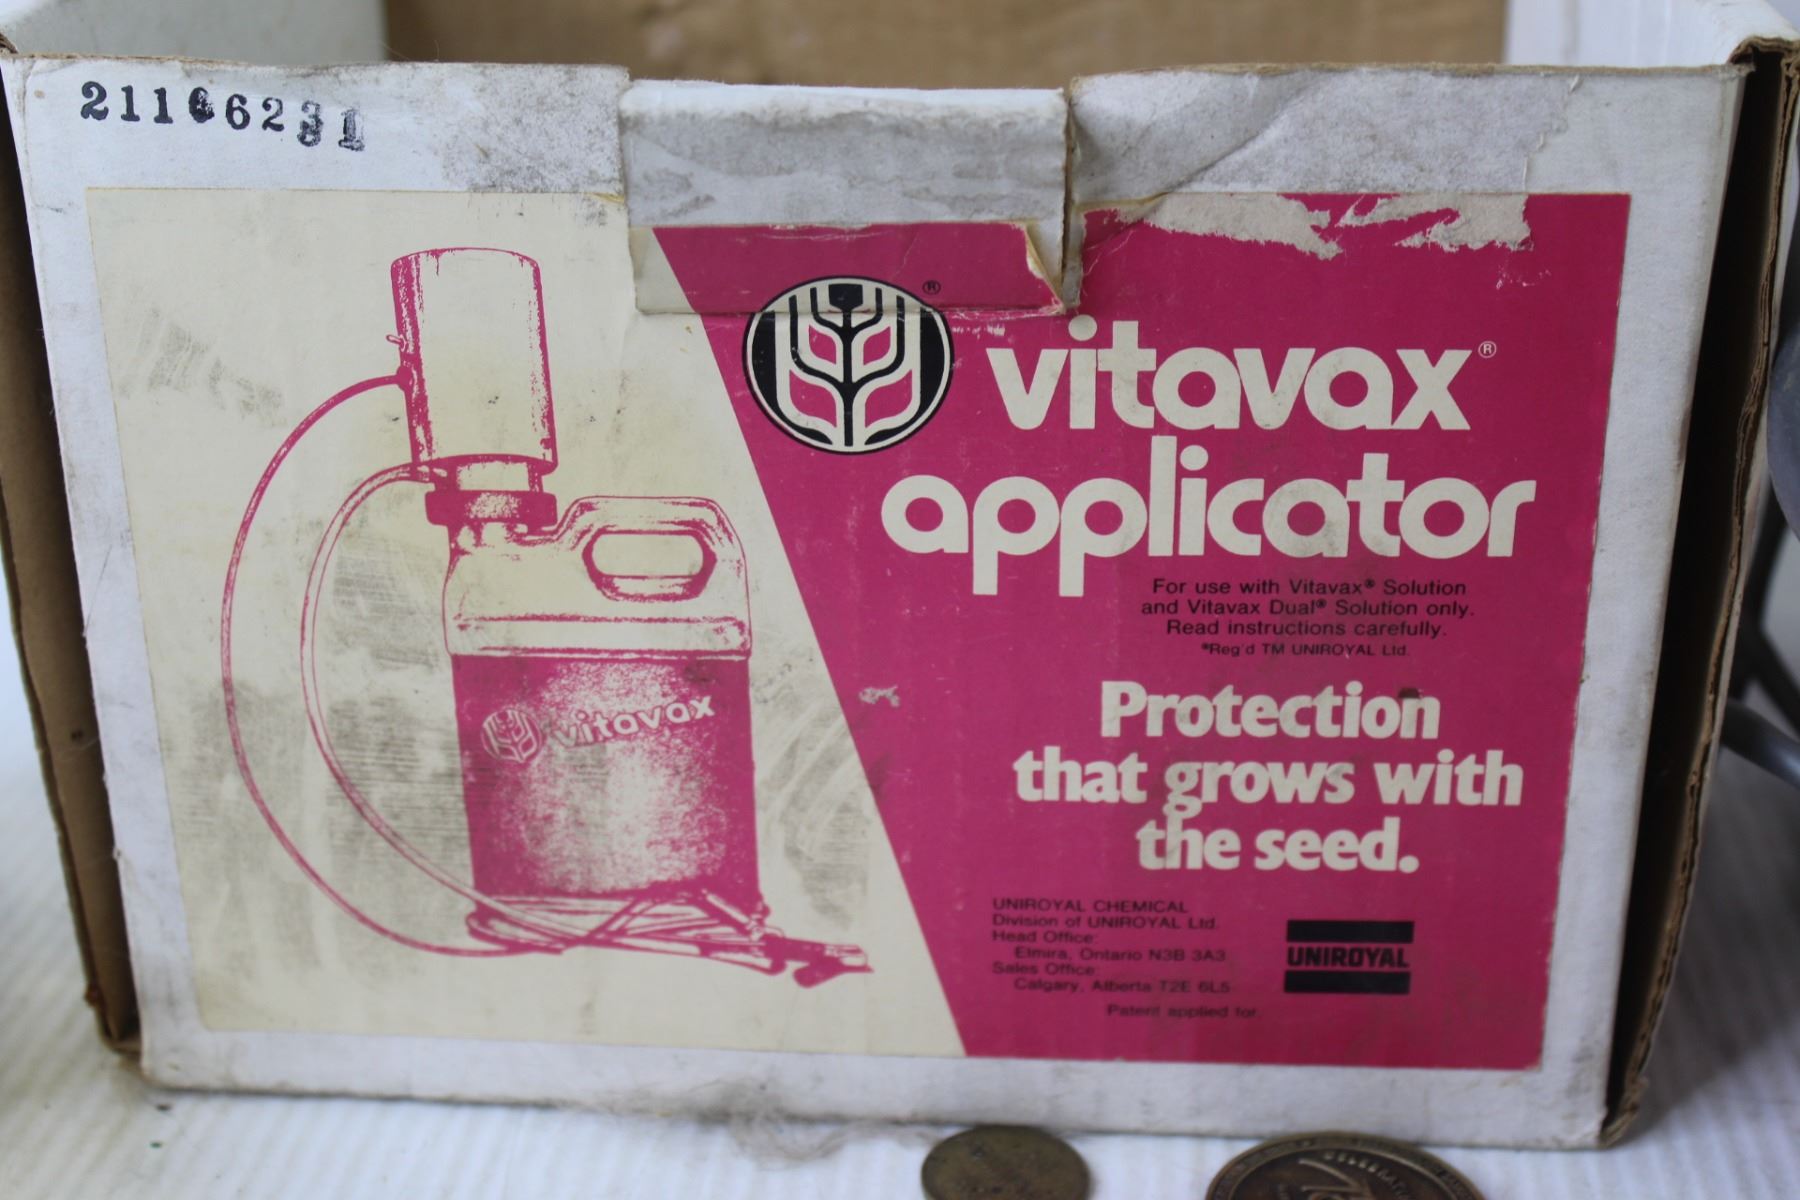 vitavax®
applicator
For use with Vitavax® Solution
and Vitavax Dual® Solution only.
Read instructions carefully.
®Reg'd TM UNIROYAL Ltd.
Protection
that grows with
the seed.
UNIROYAL CHEMICAL
Division of UNIROYAL Ltd.
Head Office:
Elmira, Ontario N3B 3A3
Sales Office:
Calgary, Alberta T2E 6L5
Patent applied for.
UNIROYAL
vitavax